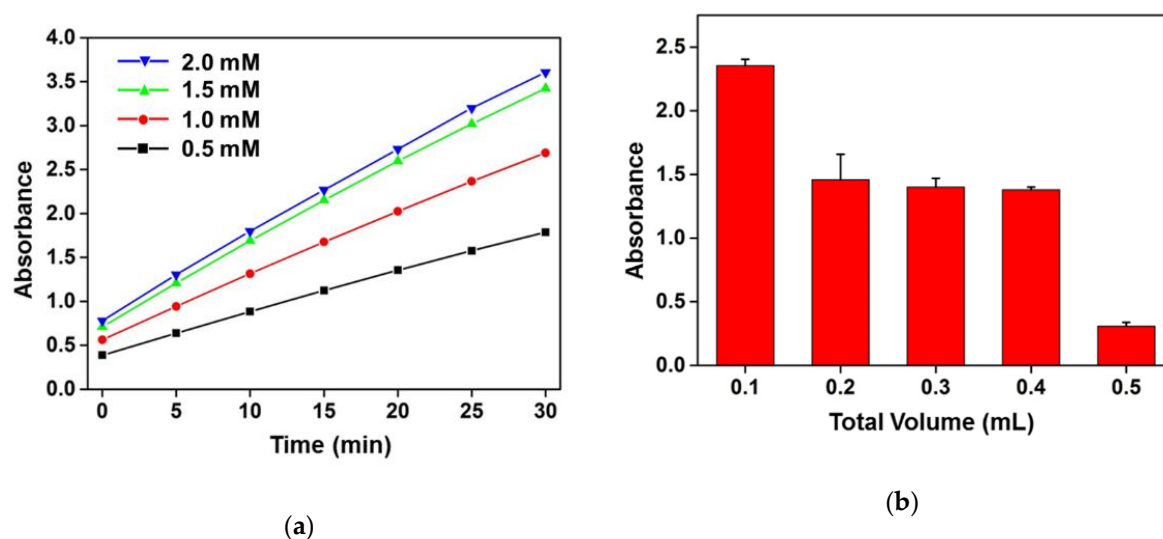 Absorbance
4.0
3.5
3.0
2.5
2.0
1.5
1.0
0.5
0.0
2.0 mM
1.5 mM
1.0 mM
0.5 mM
0 5 10 15 20 25 30
Time (min)
(a)
Absorbance
2.5
2.0
1.5
1.0
0.5
0.0
0.1 0.2 0.3 0.4 0.5
Total Volume (mL)
(b)